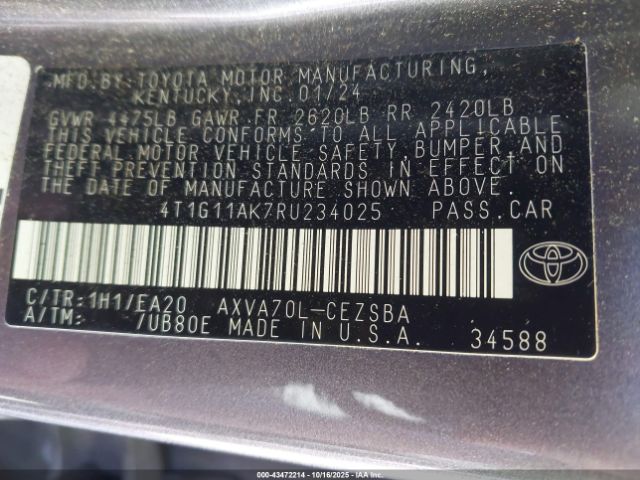 MFD.BY:TOYOTA MOTOR MANUFACTURING,
KENTUCKY, INC. 01/24
GVWR 4475LB GAWR FR 2620LB RR 2420LB
THIS VEHICLE CONFORMS TO ALL APPLICABLE
FEDERAL MOTOR VEHICLE SAFETY, BUMPER, AND
THEFT PREVENTION STANDARDS IN EFFECT ON
THE DATE OF MANUFACTURE SHOWN ABOVE.
4T1G11AK7RU234025 PASS.CAR
C/TR: 1H1/EA20 AXVA70L-CEZSBA
A/TM: /UB80E MADE IN U.S.A. 34588
000-43472214 - 10/16/2025 - IAAI.COM